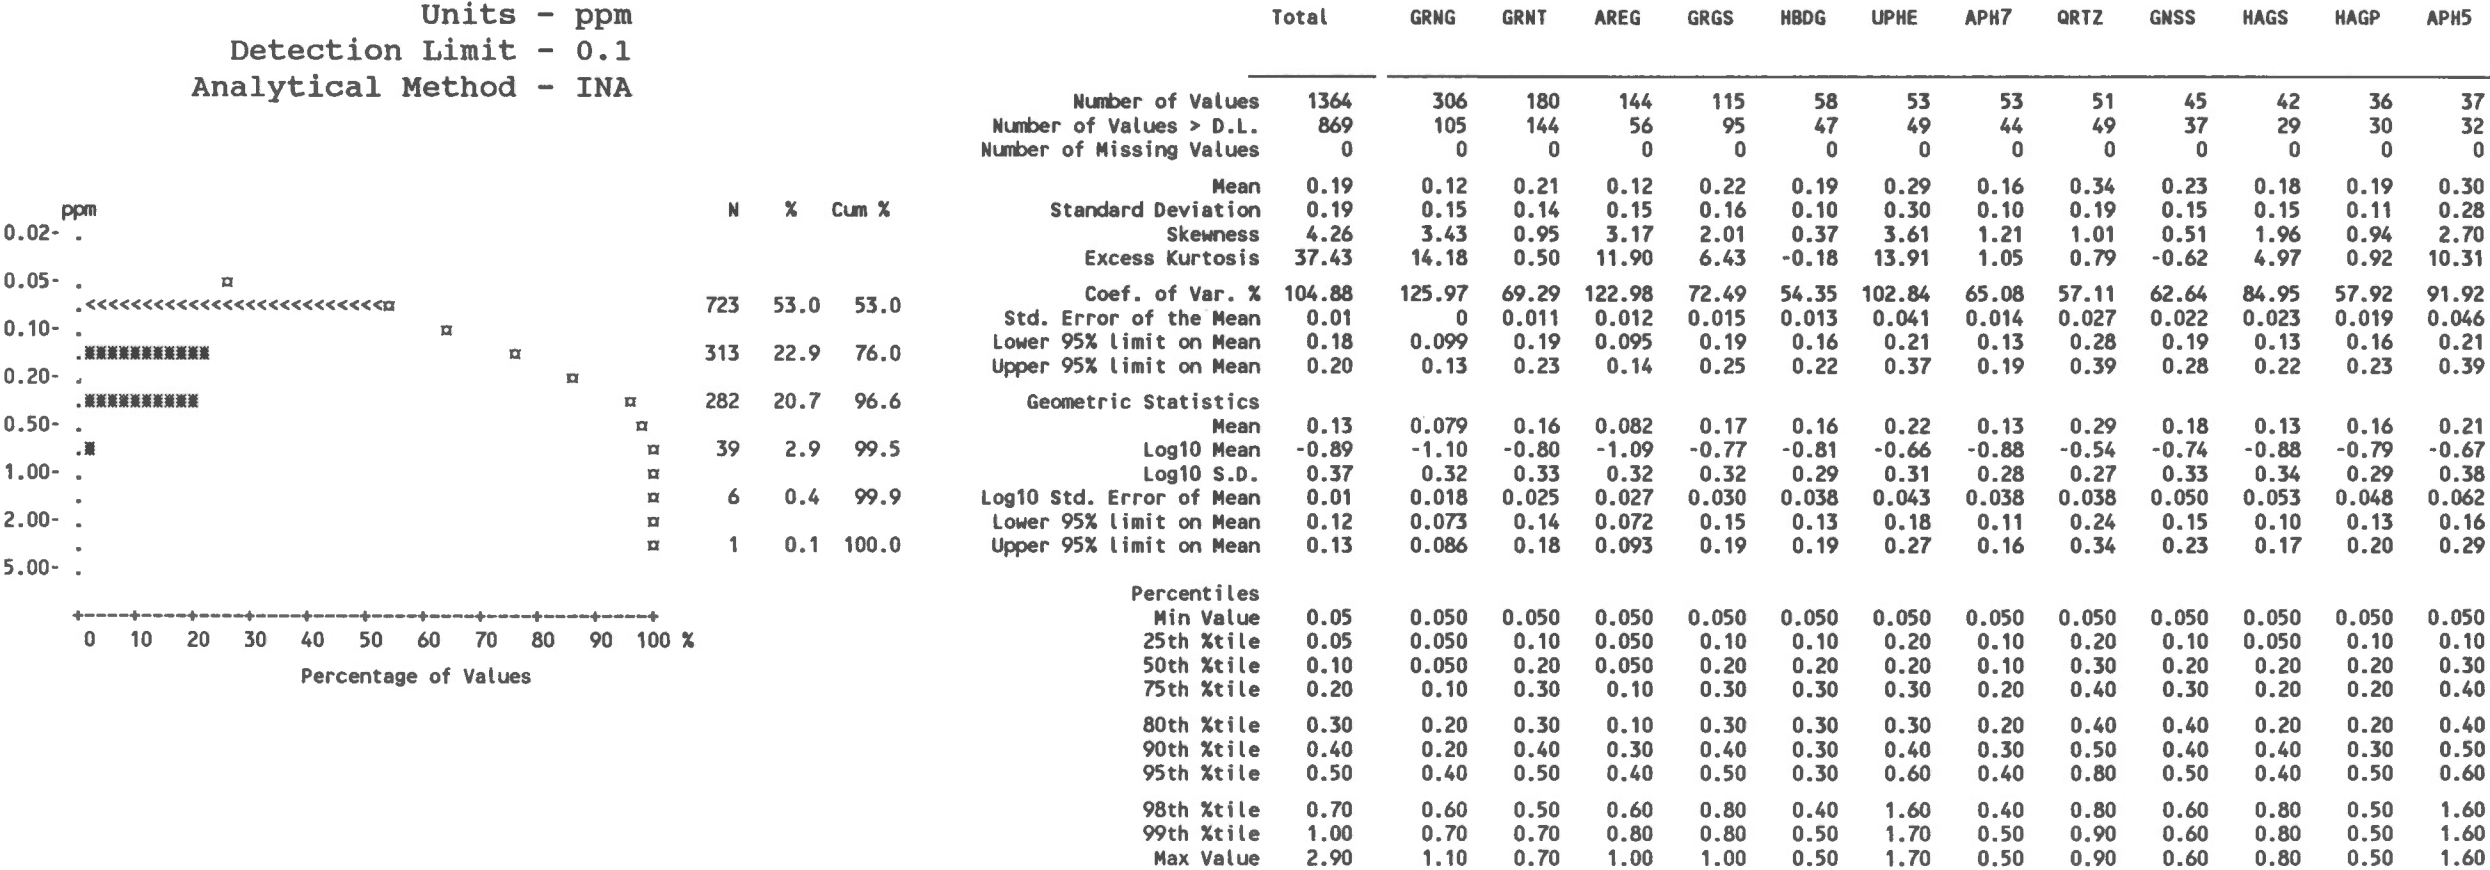 Units - ppm
Detection Limit - 0.1
Analytical Method - INA
ppm N % Cum %
0.02- .
0.05- . ¤
.<<<<<<<<<<<<<<<<<<<<<<<<<<¤ 723 53.0 53.0
0.10- . ¤
.*********** ¤ 313 22.9 76.0
0.20- . ¤
.********** ¤ 282 20.7 96.6
0.50- . ¤
.* ¤ 39 2.9 99.5
1.00- . ¤
. ¤ 6 0.4 99.9
2.00- . ¤
. ¤ 1 0.1 100.0
5.00- .
+----+----+----+----+----+----+----+----+----+----+
0 10 20 30 40 50 60 70 80 90 100 %
Percentage of Values
Total GRNG GRNT AREG GRGS HBDG UPHE APH7 QRTZ GNSS HAGS HAGP APH5
Number of Values 1364 306 180 144 115 58 53 53 51 45 42 36 37
Number of Values > D.L. 869 105 144 56 95 47 49 44 49 37 29 30 32
Number of Missing Values 0 0 0 0 0 0 0 0 0 0 0 0 0
Mean 0.19 0.12 0.21 0.12 0.22 0.19 0.29 0.16 0.34 0.23 0.18 0.19 0.30
Standard Deviation 0.19 0.15 0.14 0.15 0.16 0.10 0.30 0.10 0.19 0.15 0.15 0.11 0.28
Skewness 4.26 3.43 0.95 3.17 2.01 0.37 3.61 1.21 1.01 0.51 1.96 0.94 2.70
Excess Kurtosis 37.43 14.18 0.50 11.90 6.43 -0.18 13.91 1.05 0.79 -0.62 4.97 0.92 10.31
Coef. of Var. % 104.88 125.97 69.29 122.98 72.49 54.35 102.84 65.08 57.11 62.64 84.95 57.92 91.92
Std. Error of the Mean 0.01 0 0.011 0.012 0.015 0.013 0.041 0.014 0.027 0.022 0.023 0.019 0.046
Lower 95% limit on Mean 0.18 0.099 0.19 0.095 0.19 0.16 0.21 0.13 0.28 0.19 0.13 0.16 0.21
Upper 95% limit on Mean 0.20 0.13 0.23 0.14 0.25 0.22 0.37 0.19 0.39 0.28 0.22 0.23 0.39
Geometric Statistics
Mean 0.13 0.079 0.16 0.082 0.17 0.16 0.22 0.13 0.29 0.18 0.13 0.16 0.21
Log10 Mean -0.89 -1.10 -0.80 -1.09 -0.77 -0.81 -0.66 -0.88 -0.54 -0.74 -0.88 -0.79 -0.67
Log10 S.D. 0.37 0.32 0.33 0.32 0.32 0.29 0.31 0.28 0.27 0.33 0.34 0.29 0.38
Log10 Std. Error of Mean 0.01 0.018 0.025 0.027 0.030 0.038 0.043 0.038 0.038 0.050 0.053 0.048 0.062
Lower 95% limit on Mean 0.12 0.073 0.14 0.072 0.15 0.13 0.18 0.11 0.24 0.15 0.10 0.13 0.16
Upper 95% limit on Mean 0.13 0.086 0.18 0.093 0.19 0.19 0.27 0.16 0.34 0.23 0.17 0.20 0.29
Percentiles
Min Value 0.05 0.050 0.050 0.050 0.050 0.050 0.050 0.050 0.050 0.050 0.050 0.050 0.050
25th %tile 0.05 0.050 0.10 0.050 0.10 0.10 0.20 0.10 0.20 0.10 0.050 0.10 0.10
50th %tile 0.10 0.050 0.20 0.050 0.20 0.20 0.20 0.10 0.30 0.20 0.20 0.20 0.30
75th %tile 0.20 0.10 0.30 0.10 0.30 0.30 0.30 0.20 0.40 0.30 0.20 0.20 0.40
80th %tile 0.30 0.20 0.30 0.10 0.30 0.30 0.30 0.20 0.40 0.40 0.20 0.20 0.40
90th %tile 0.40 0.20 0.40 0.30 0.40 0.30 0.40 0.30 0.50 0.40 0.40 0.30 0.50
95th %tile 0.50 0.40 0.50 0.40 0.50 0.30 0.60 0.40 0.80 0.50 0.40 0.50 0.60
98th %tile 0.70 0.60 0.50 0.60 0.80 0.40 1.60 0.40 0.80 0.60 0.80 0.50 1.60
99th %tile 1.00 0.70 0.70 0.80 0.80 0.50 1.70 0.50 0.90 0.60 0.80 0.50 1.60
Max Value 2.90 1.10 0.70 1.00 1.00 0.50 1.70 0.50 0.90 0.60 0.80 0.50 1.60